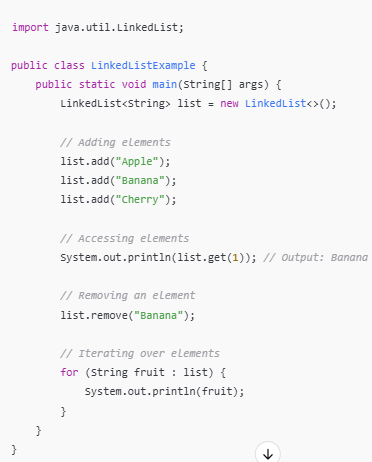 import java.util.LinkedList;
public class LinkedListExample {
public static void main(String[] args) {
LinkedList<String> list = new LinkedList<>();
// Adding elements
list.add("Apple");
list.add("Banana");
list.add("Cherry");
// Accessing elements
System.out.println(list.get(1)); // Output: Banana
// Removing an element
list.remove("Banana");
// Iterating over elements
for (String fruit : list) {
System.out.println(fruit);
}
}
}